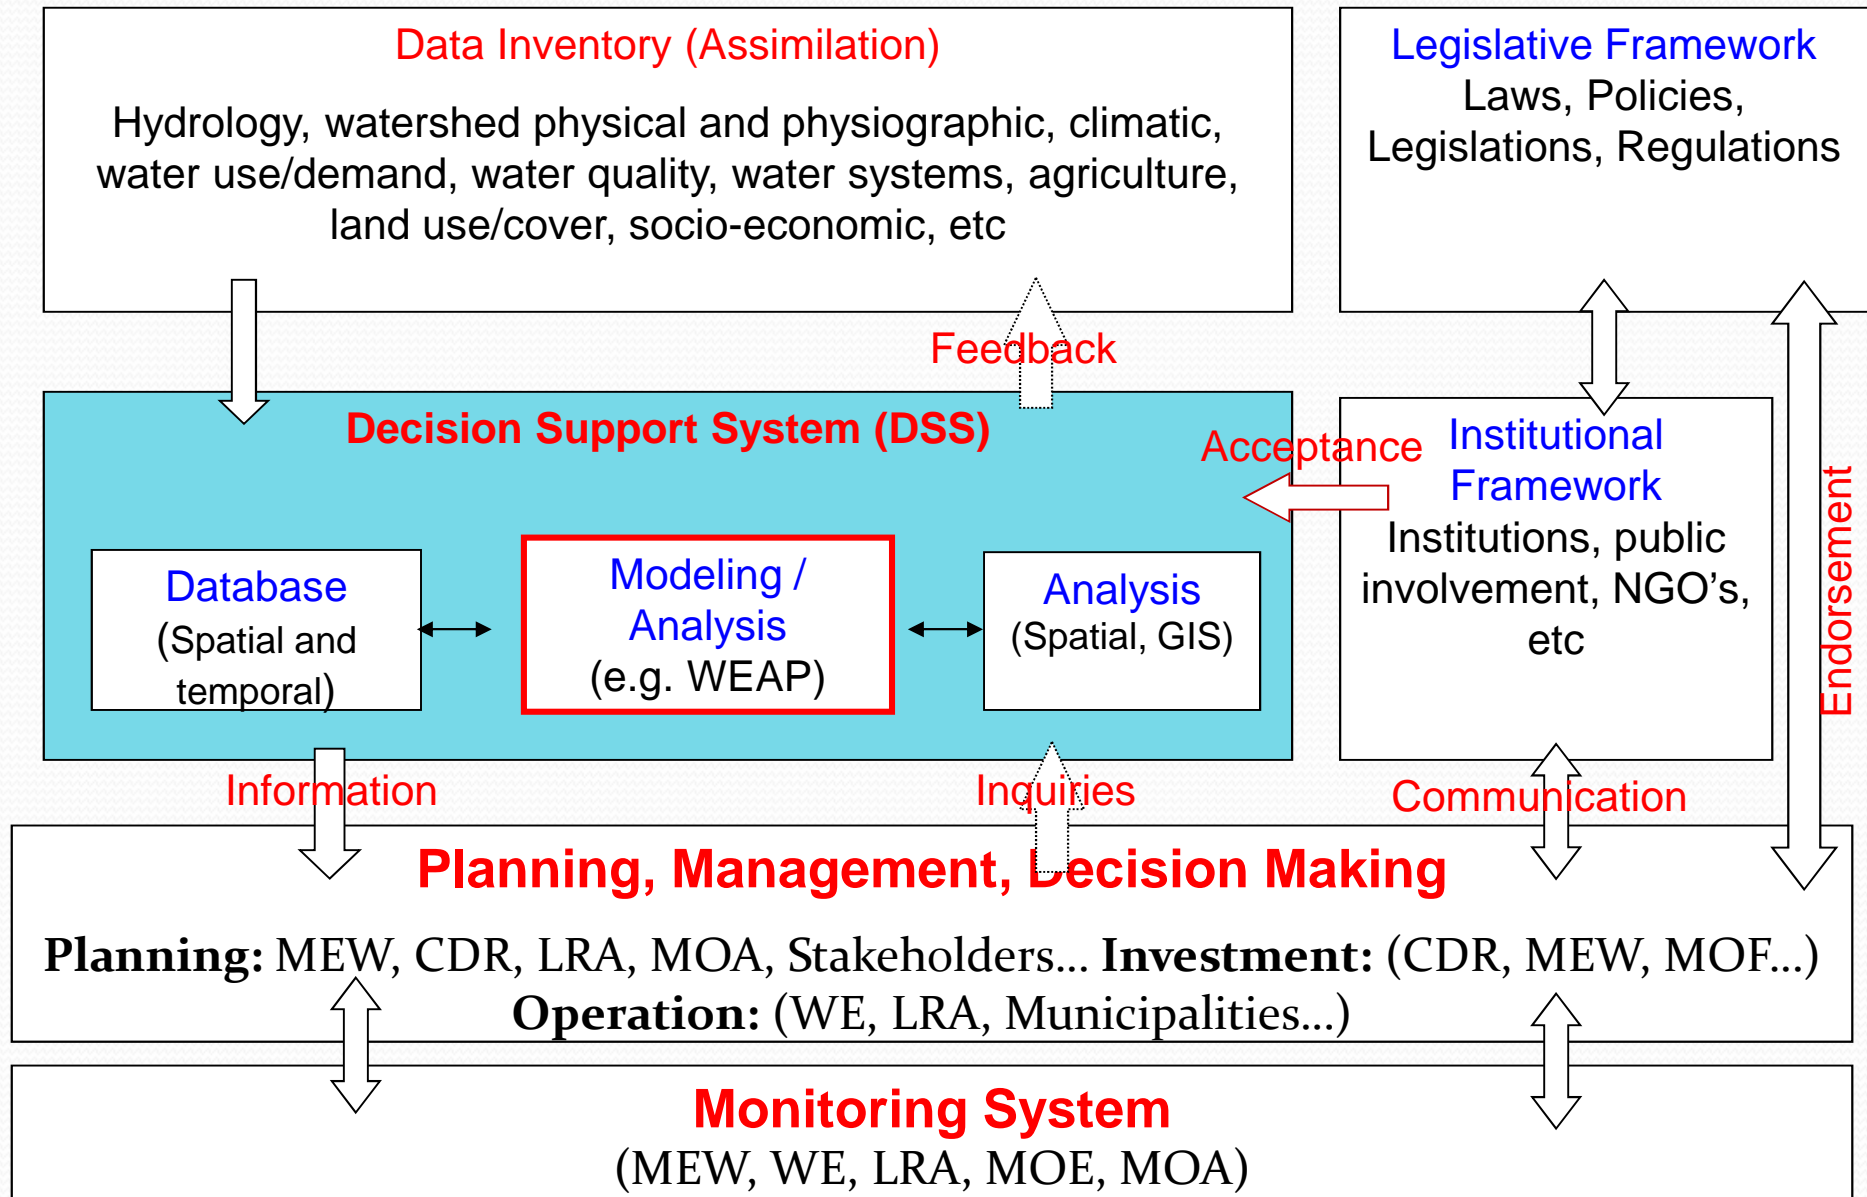 Data Inventory (Assimilation)
Hydrology, watershed physical and physiographic, climatic,
water use/demand, water quality, water systems, agriculture,
land use/cover, socio-economic, etc
Legislative Framework
Laws, Policies,
Legislations, Regulations
Feedback
Decision Support System (DSS)
Acceptance
Institutional
Framework
Institutions, public
involvement, NGO's,
etc
Endorsement
Database
(Spatial and
temporal)
Modeling /
Analysis
(e.g. WEAP)
Analysis
(Spatial, GIS)
Information
Inquiries
Communication
Planning, Management, Decision Making
Planning: MEW, CDR, LRA, MOA, Stakeholders... Investment: (CDR, MEW, MOF...)
Operation: (WE, LRA, Municipalities...)
Monitoring System
(MEW, WE, LRA, MOE, MOA)